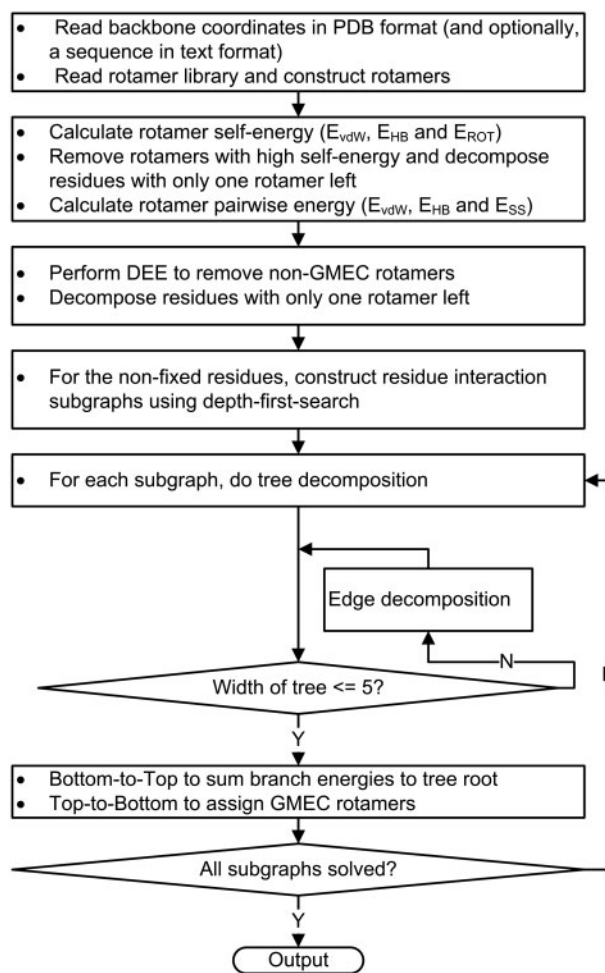 • Read backbone coordinates in PDB format (and optionally,
a sequence in text format)
• Read rotamer library and construct rotamers
• Calculate rotamer self-energy (EvdW, EHB and EROT)
• Remove rotamers with high self-energy and decompose
residues with only one rotamer left
• Calculate rotamer pairwise energy (EvdW, EHB and ESS)
• Perform DEE to remove non-GMEC rotamers
• Decompose residues with only one rotamer left
• For the non-fixed residues, construct residue interaction
subgraphs using depth-first-search
• For each subgraph, do tree decomposition
Edge decomposition
N
Width of tree <= 5?
Y
• Bottom-to-Top to sum branch energies to tree root
• Top-to-Bottom to assign GMEC rotamers
All subgraphs solved?
Y
Output